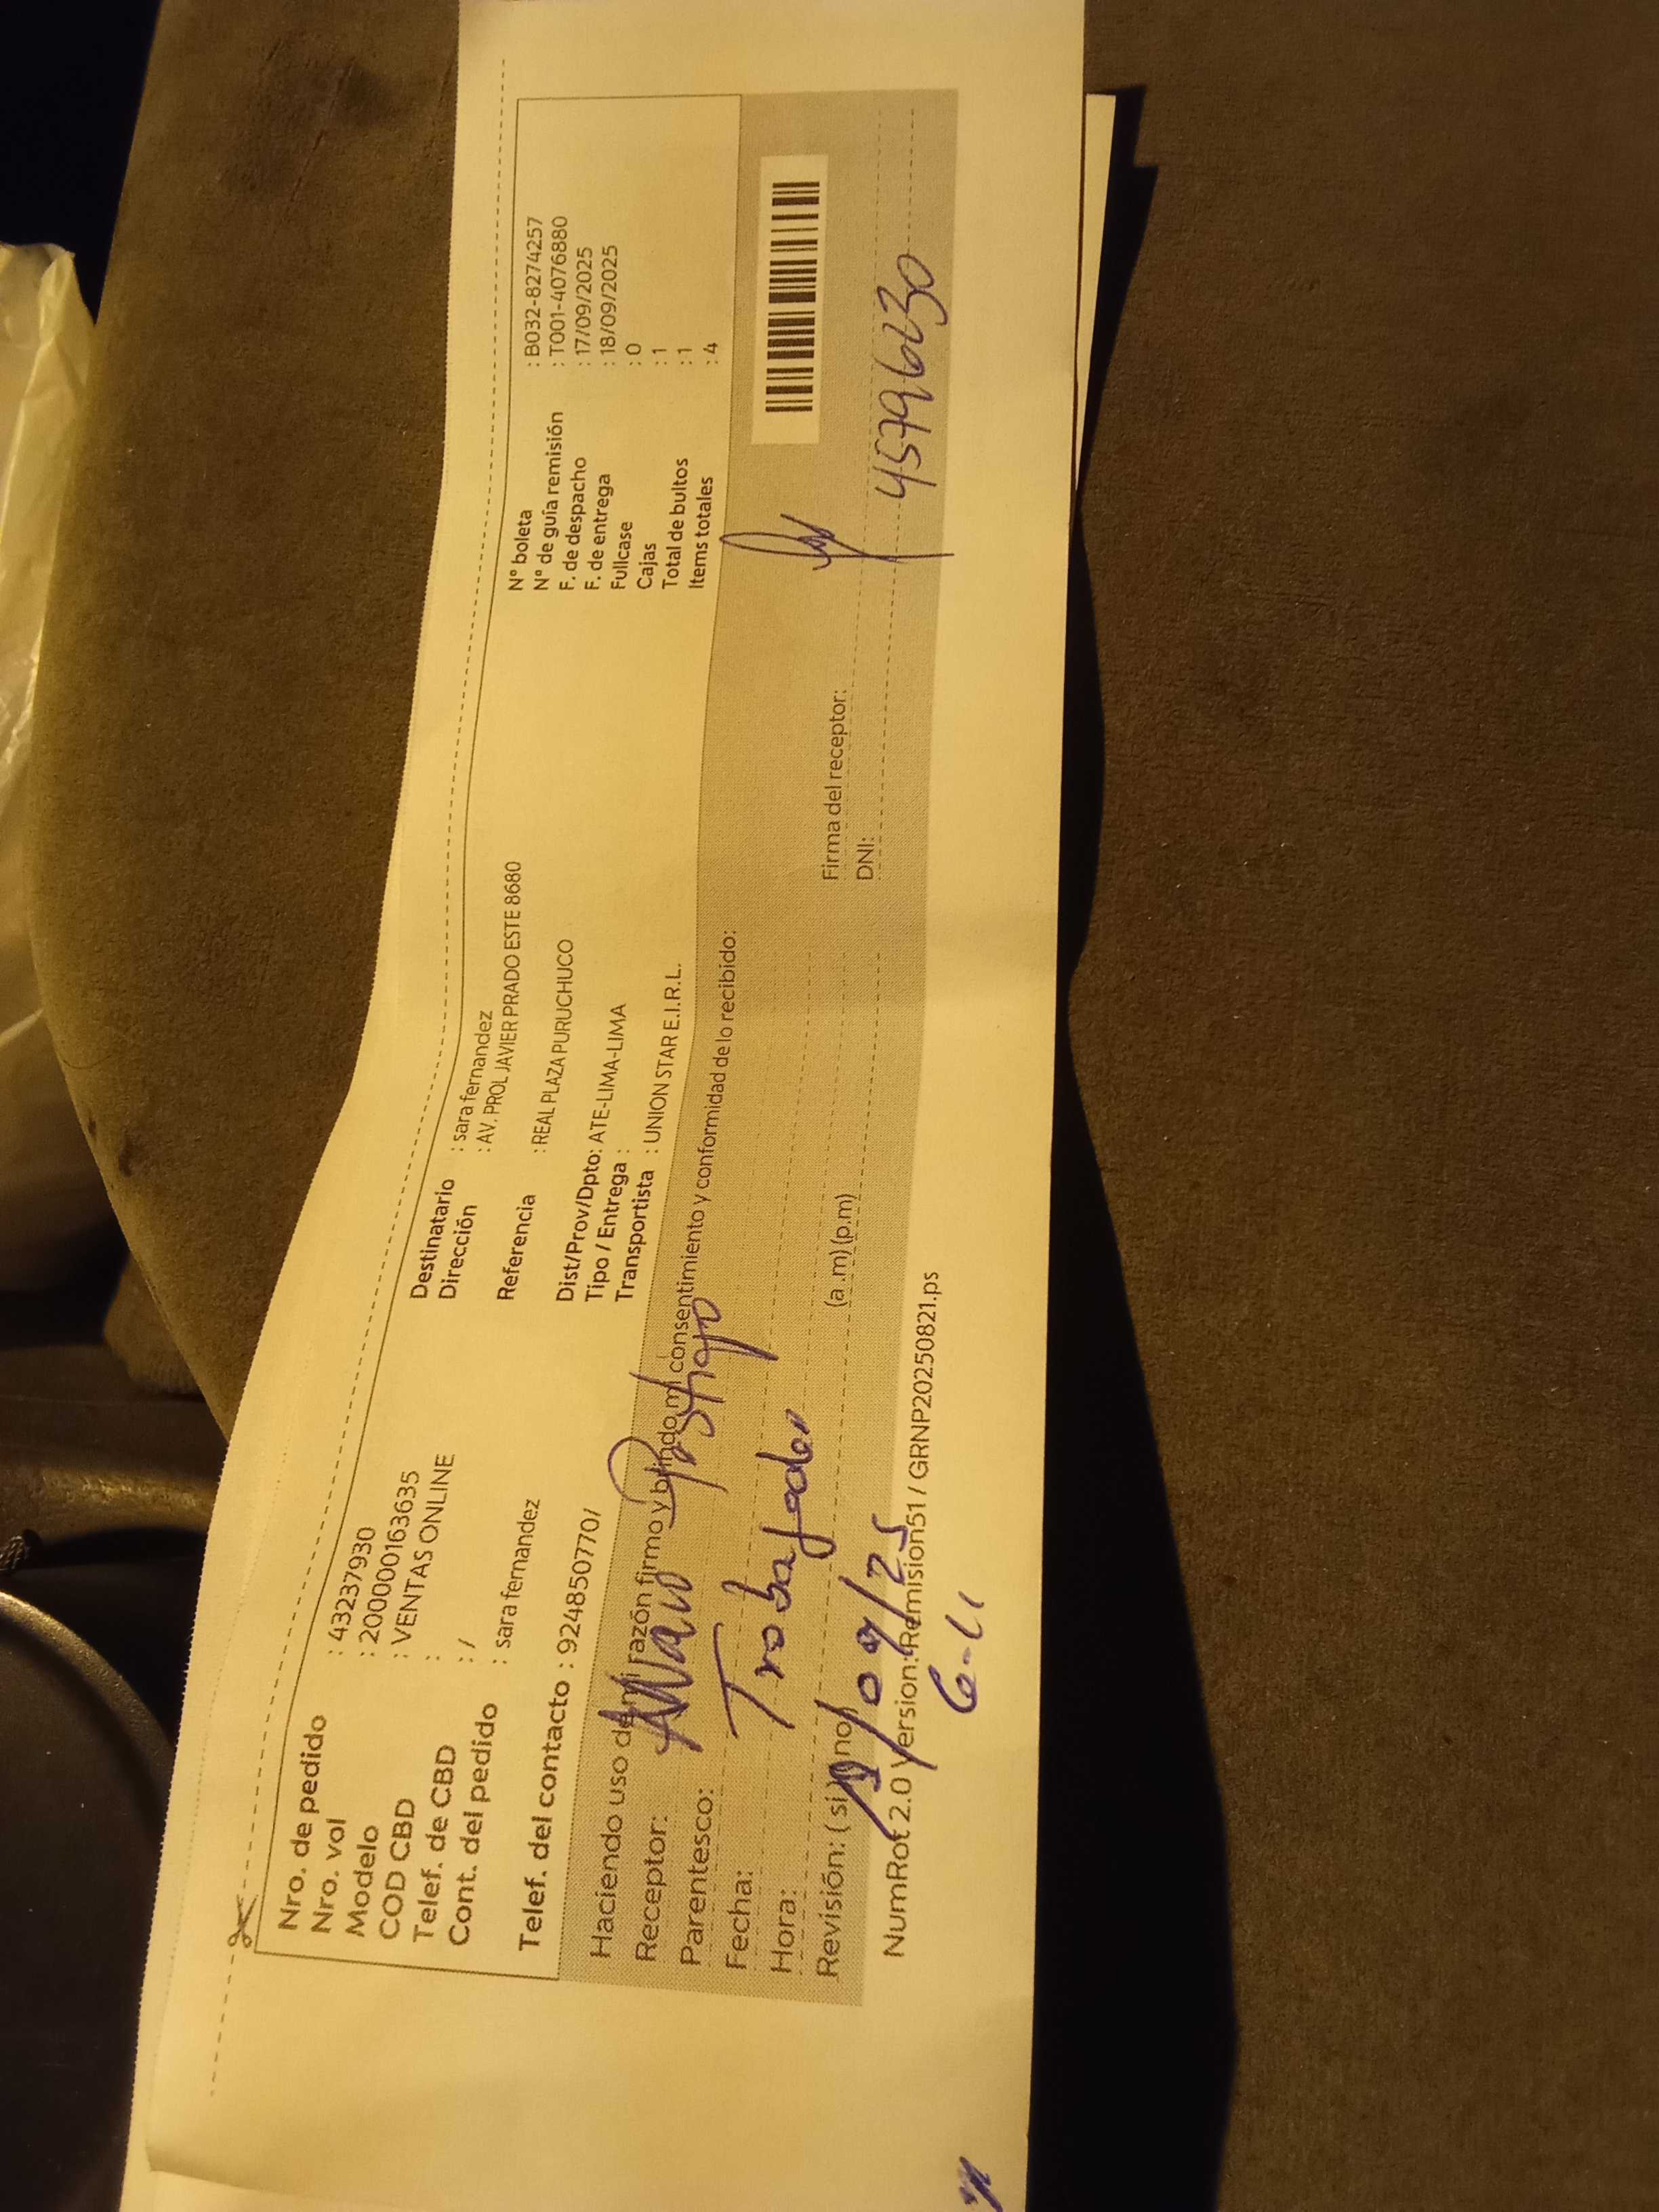 Nro. de pedido : 432379930
Nro. vol : 2000000163635
Modelo : VENTAS ONLINE
COD CBD :
Telef. de CBD : /
Cont. del pedido : sara fernandez
Telef. del contacto : 924850770/
Destinatario : sara fernandez
Dirección : AV. PROL JAVIER PRADO ESTE 8680
Referencia : REAL PLAZA PURUCHUCO
Dist/Prov/Dpto: ATE-LIMA-LIMA
Tipo / Entrega :
Transportista : UNION STAR E.I.R.L.
N° boleta : B032-8274257
N° de guía remisión : T001-4076880
F. de despacho : 17/09/2025
F. de entrega : 18/09/2025
Fullcase : 0
Cajas : 1
Total de bultos : 1
Items totales : 4
Haciendo uso de mi razón firmo y brindo mi consentimiento y conformidad de lo recibido:
Receptor:
Parentesco: Trabajador
Fecha: /09/25
Hora: (a .m) (p.m)
Revisión: ( si ) no
Firma del receptor:
DNI: 45796230
NumRot 2.0 Version:Remision51 / GRNP20250821.ps